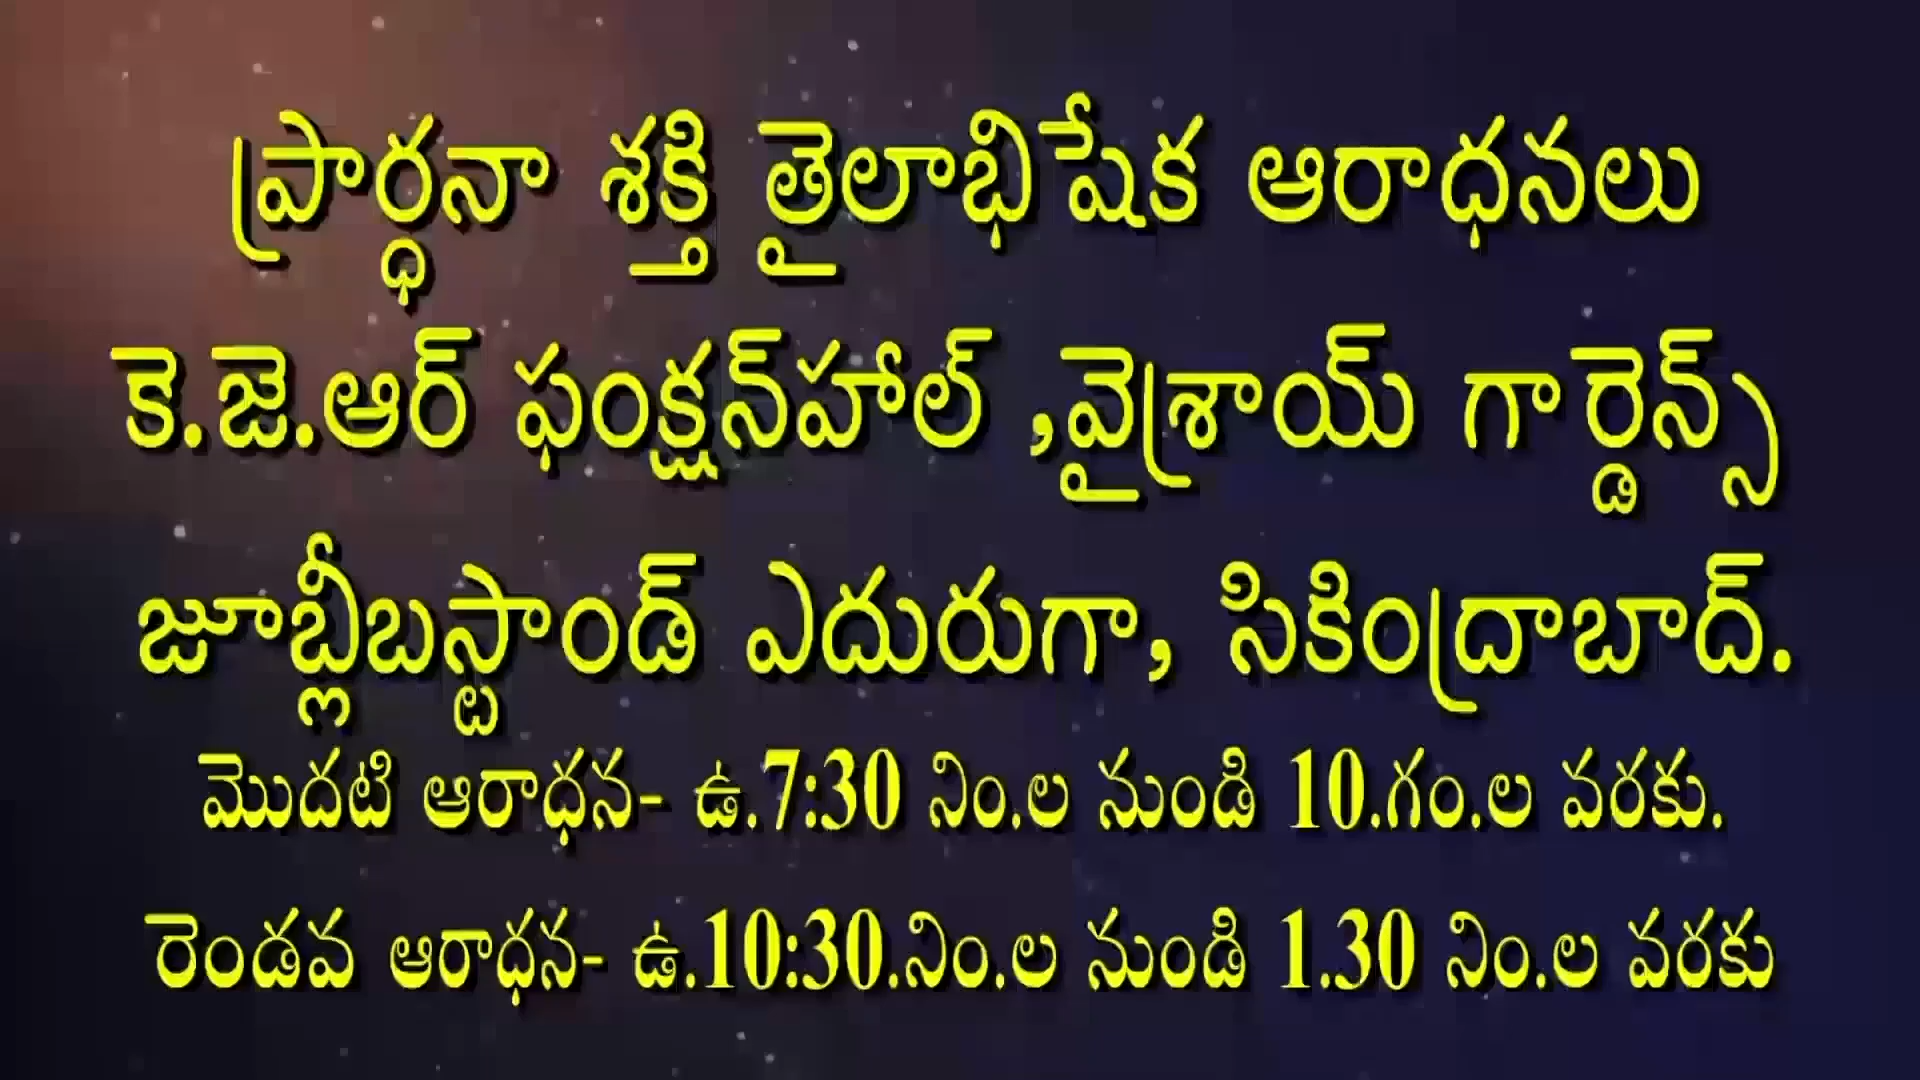 ప్రార్ధనా శక్తి తైలాభిషేక ఆరాధనలు
కె.జె.ఆర్ ఫంక్షన్‌హాల్ ,వైశ్రాయ్ గార్డెన్స్
జూబ్లీబస్టాండ్ ఎదురుగా, సికింద్రాబాద్.
మొదటి ఆరాధన- ఉ.7:30 నిం.ల నుండి 10.గం.ల వరకు.
రెండవ ఆరాధన- ఉ.10:30.నిం.ల నుండి 1.30 నిం.ల వరకు